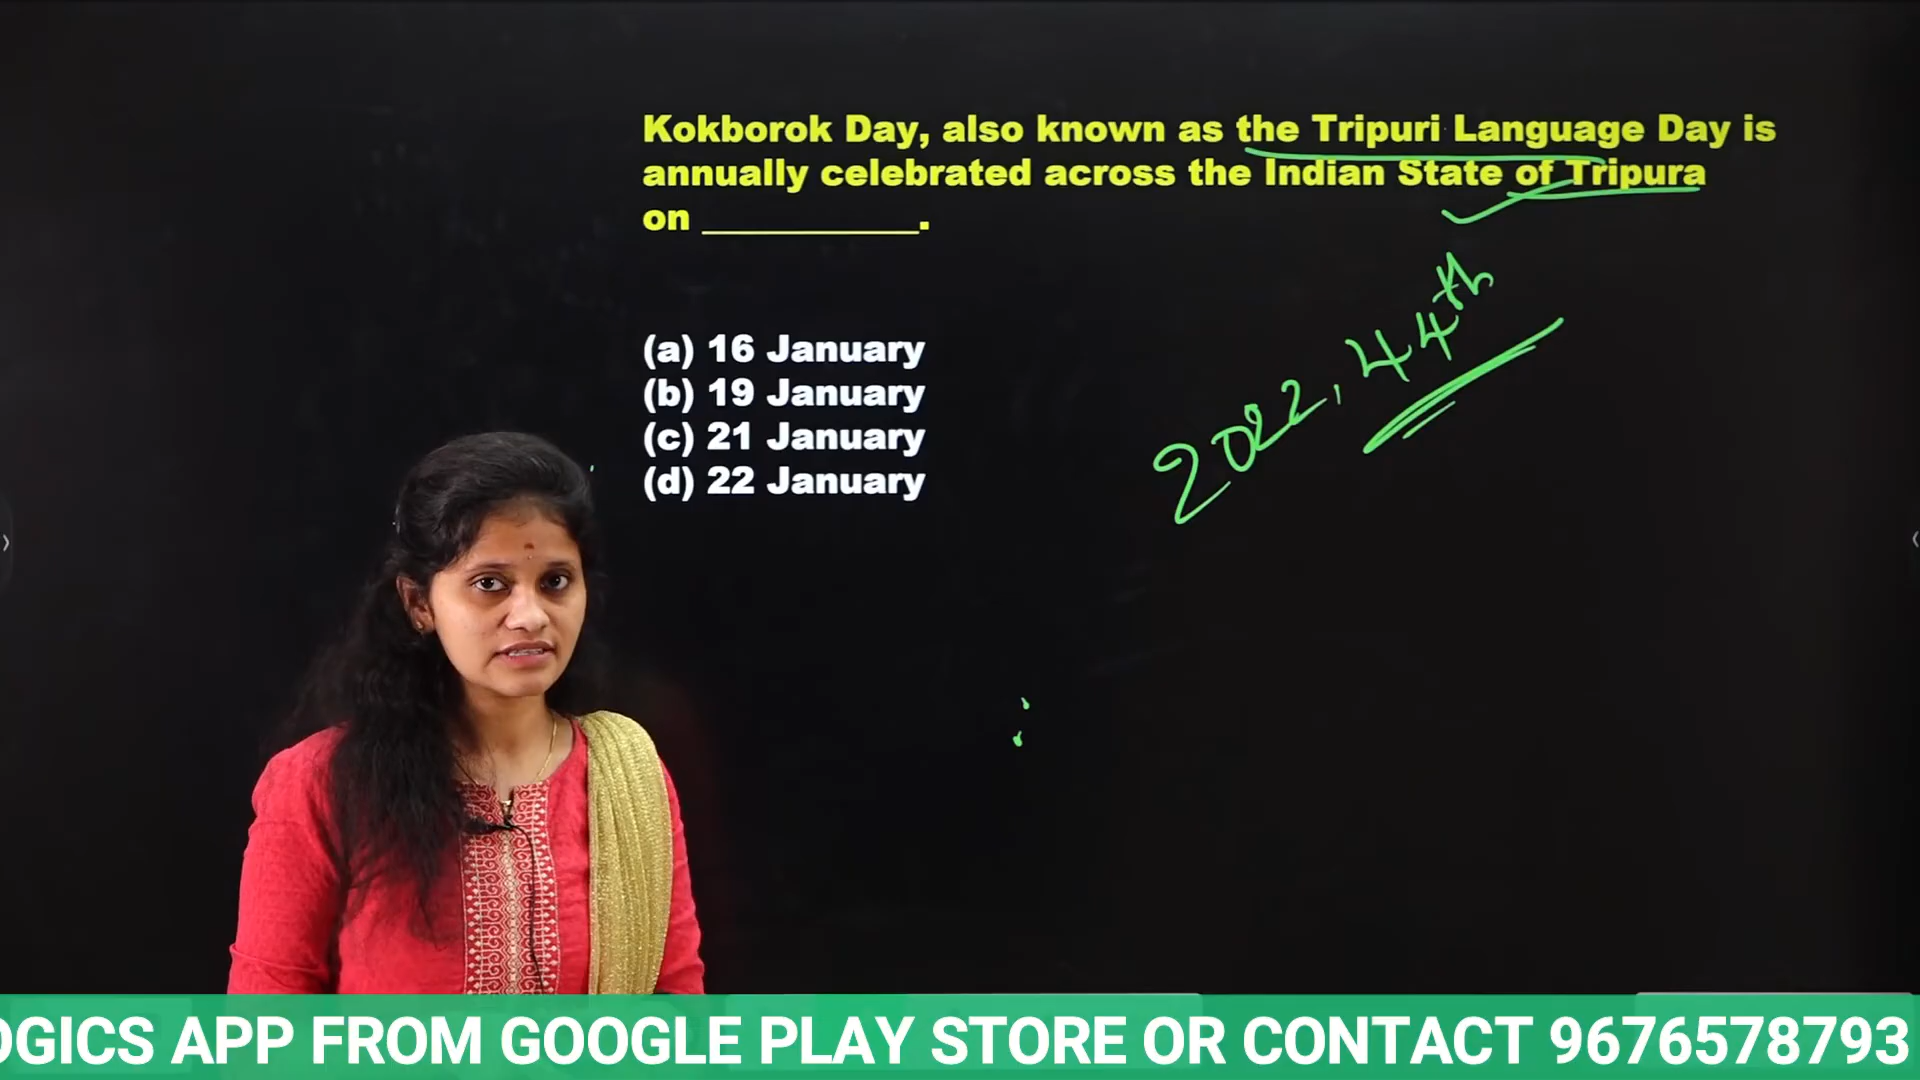 Kokborok Day, also known as the Tripuri Language Day is
annually celebrated across the Indian State of Tripura
on ____________.
(a) 16 January
(b) 19 January
(c) 21 January
(d) 22 January
2022, 44th
OGICS APP FROM GOOGLE PLAY STORE OR CONTACT 9676578793